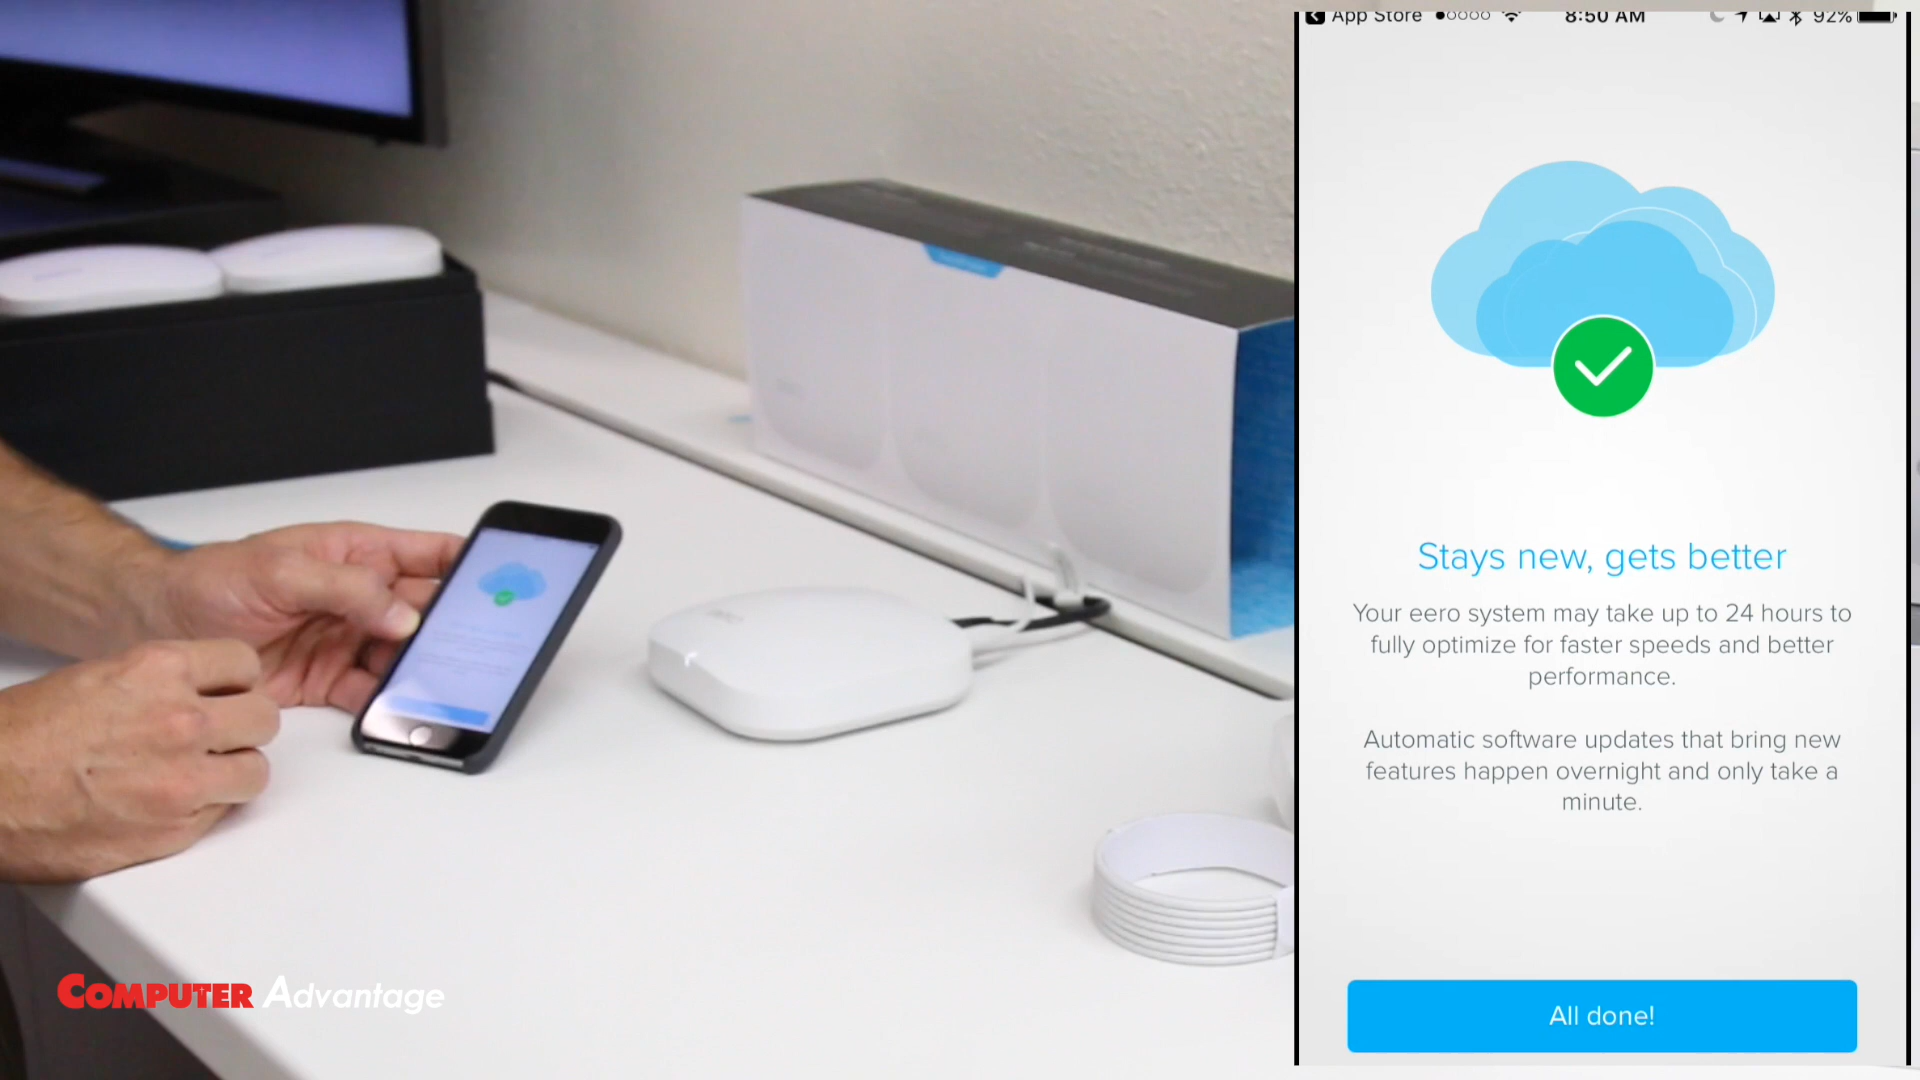 App Store
8:50 AM
92%
Stays new, gets better
Your eero system may take up to 24 hours to
fully optimize for faster speeds and better
performance.
Automatic software updates that bring new
features happen overnight and only take a
minute.
All done!
COMPUTER Advantage